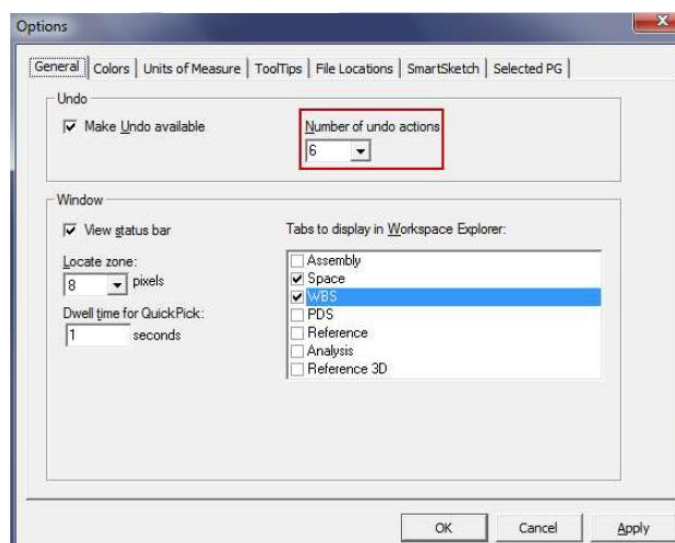 Options
General Colors Units of Measure ToolTips File Locations SmartSketch Selected PG
Undo
Make Undo available
Number of undo actions
6
Window
View status bar
Tabs to display in Workspace Explorer:
Locate zone:
8 pixels
Dwell time for QuickPick:
1 seconds
Assembly
Space
WBS
PDS
Reference
Analysis
Reference 3D
OK Cancel Apply